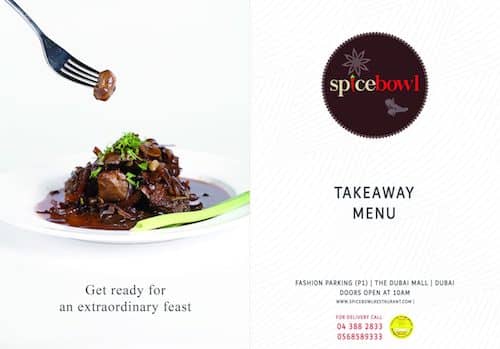 Get ready for
an extraordinary feast
spicebowl
TAKEAWAY
MENU
FASHION PARKING (P1) | THE DUBAI MALL | DUBAI
DOORS OPEN AT 10AM
WWW.SPICEBOWLRESTAURANT.COM |
FOR DELIVERY CALL
04 388 2833
0568589333